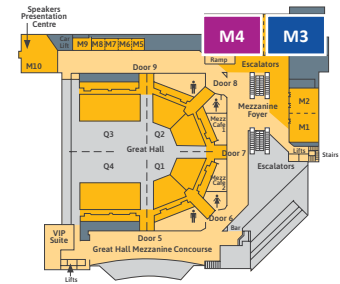 Speakers
Presentation
Centre
Car
Lift
M9
M8
M7
M6
M5
M4
M3
M10
Ramp
Escalators
Door 9
Door 8
M2
M1
Mezzanine
Foyer
Mezz
Cafe
Q3
Q2
Great Hall
Q4
Q1
Door 7
Lifts
Stairs
Escalators
Mezz
Cafe
Door 6
Bar
VIP
Suite
Door 5
Great Hall Mezzanine Concourse
Lifts